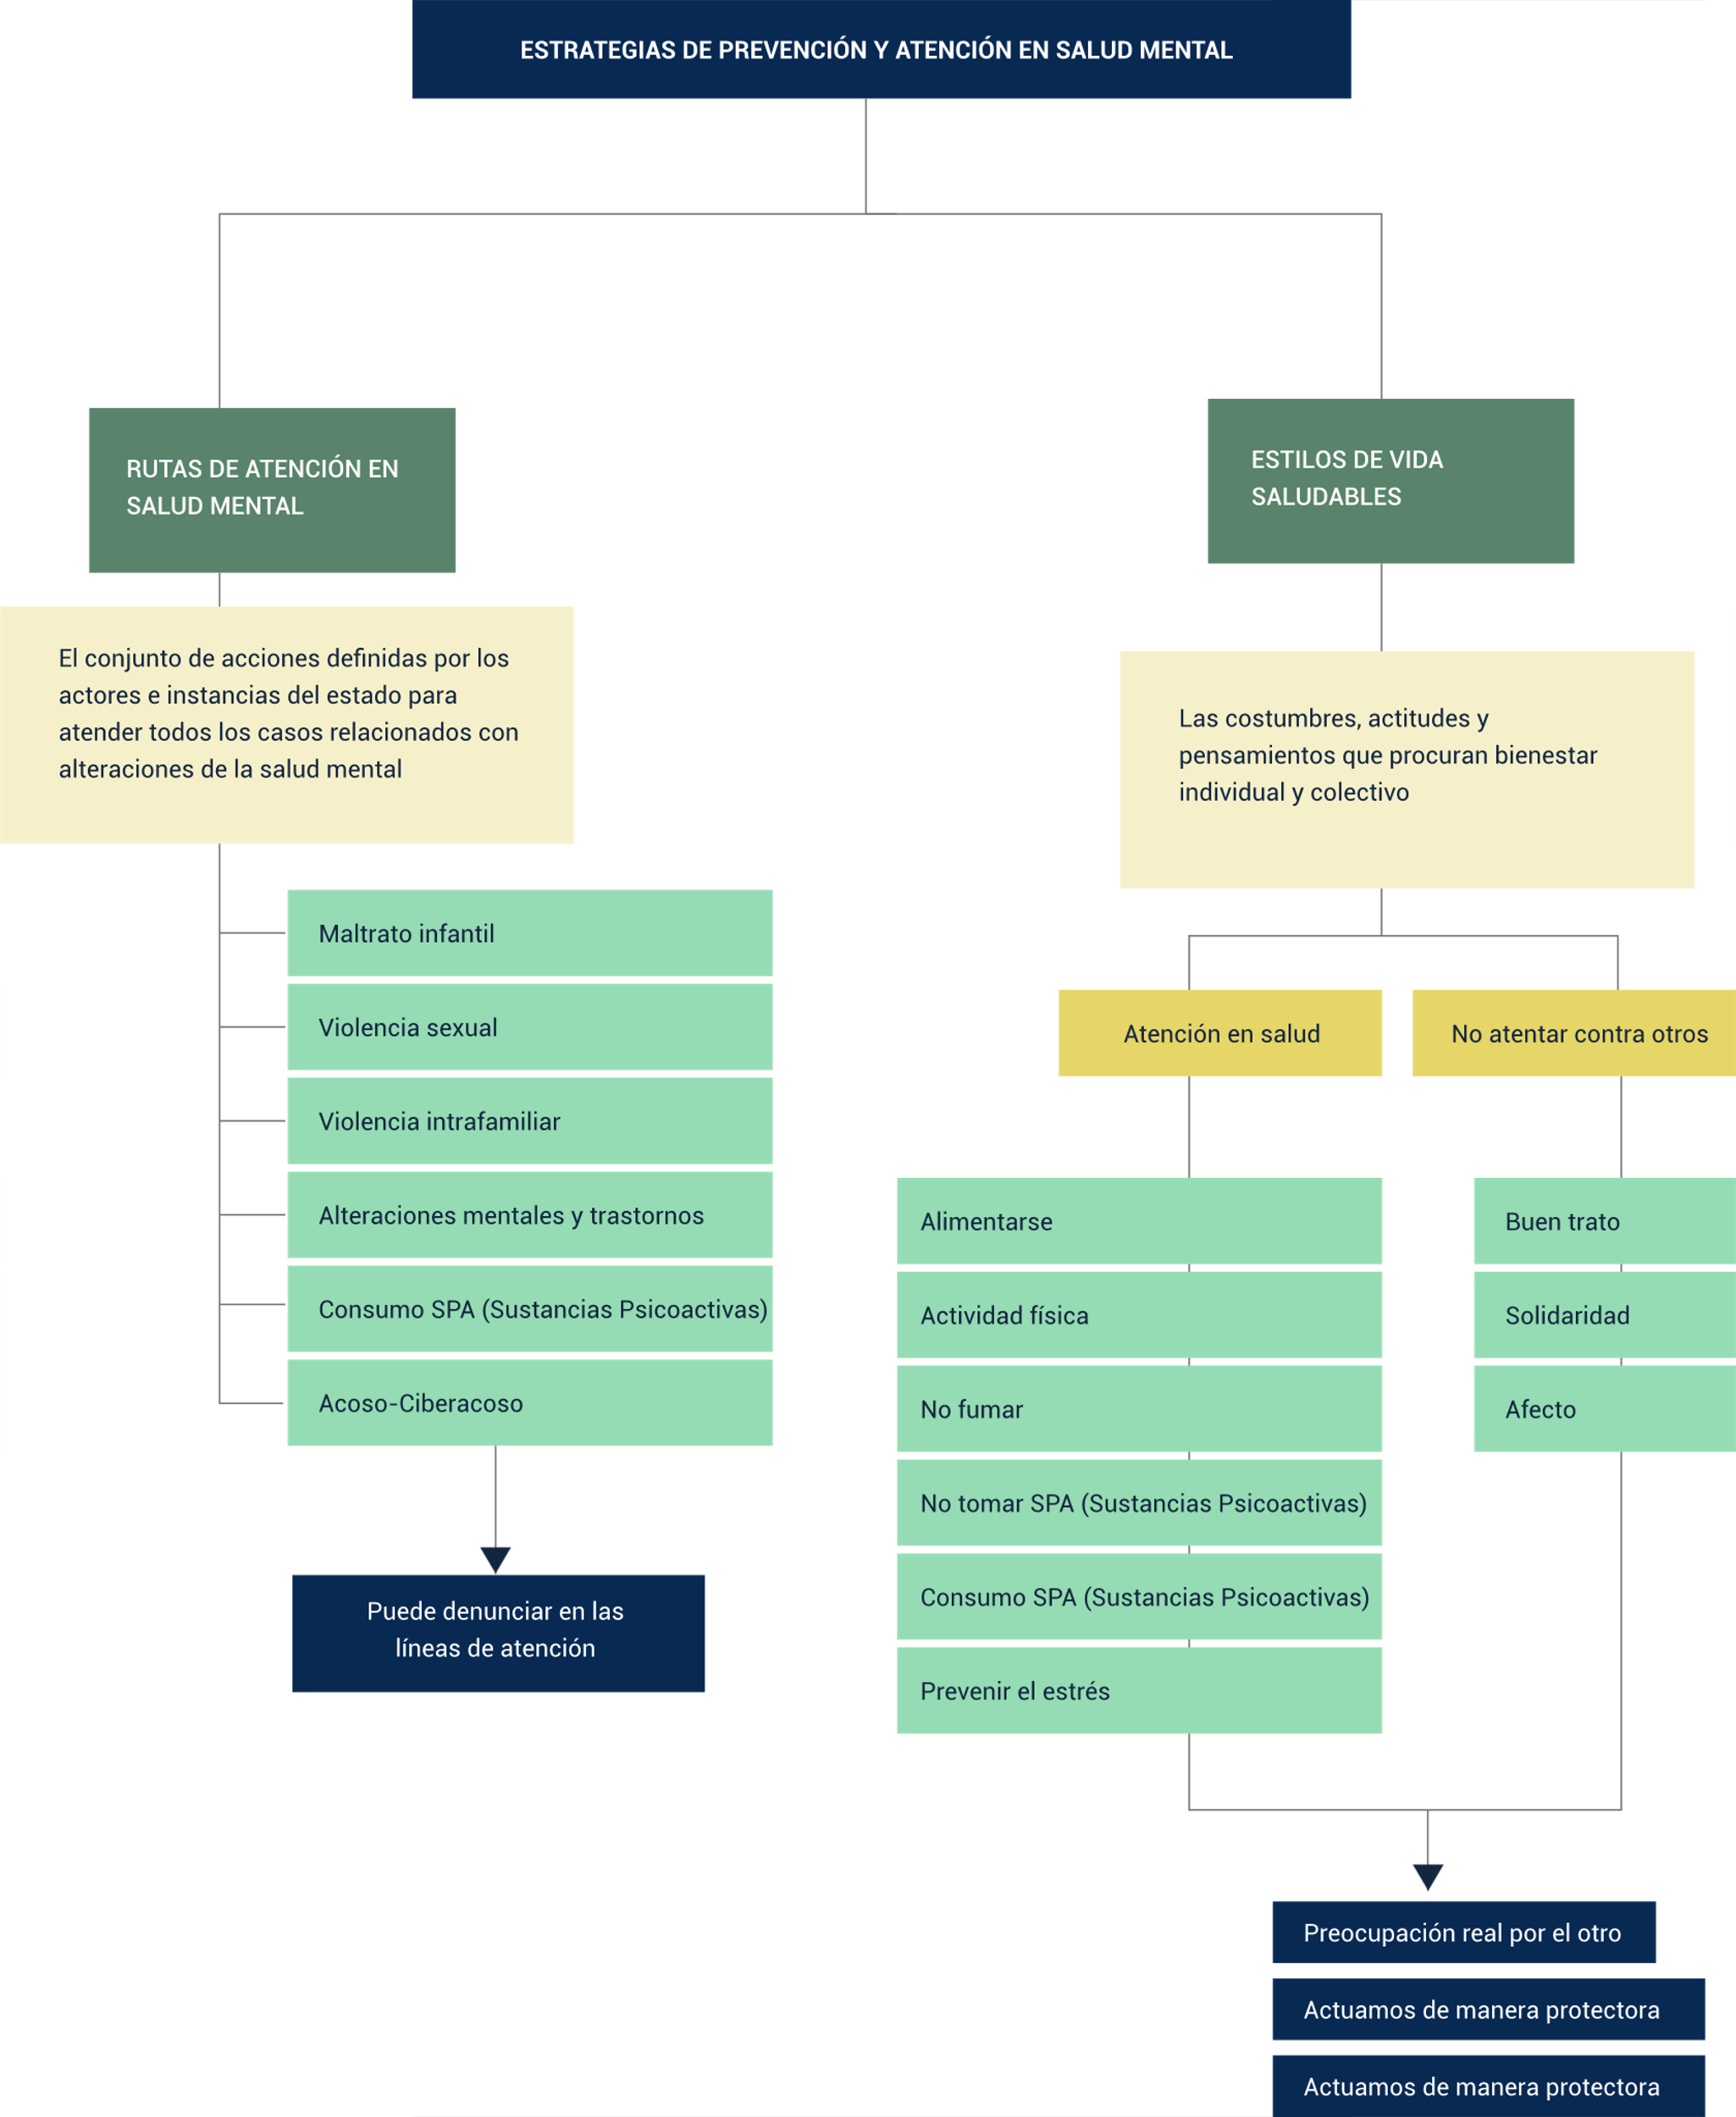 ESTRATEGIAS DE PREVENCIÓN Y ATENCIÓN EN SALUD MENTAL
RUTAS DE ATENCIÓN EN
SALUD MENTAL
El conjunto de acciones definidas por los
actores e instancias del estado para
atender todos los casos relacionados con
alteraciones de la salud mental
Maltrato infantil
Violencia sexual
Violencia intrafamiliar
Alteraciones mentales y trastornos
Consumo SPA (Sustancias Psicoactivas)
Acoso-Ciberacoso
Puede denunciar en las
líneas de atención
ESTILOS DE VIDA
SALUDABLES
Las costumbres, actitudes y
pensamientos que procuran bienestar
individual y colectivo
Atención en salud
Alimentarse
Actividad física
No fumar
No tomar SPA (Sustancias Psicoactivas)
Consumo SPA (Sustancias Psicoactivas)
Prevenir el estrés
No atentar contra otros
Buen trato
Solidaridad
Afecto
Preocupación real por el otro
Actuamos de manera protectora
Actuamos de manera protectora